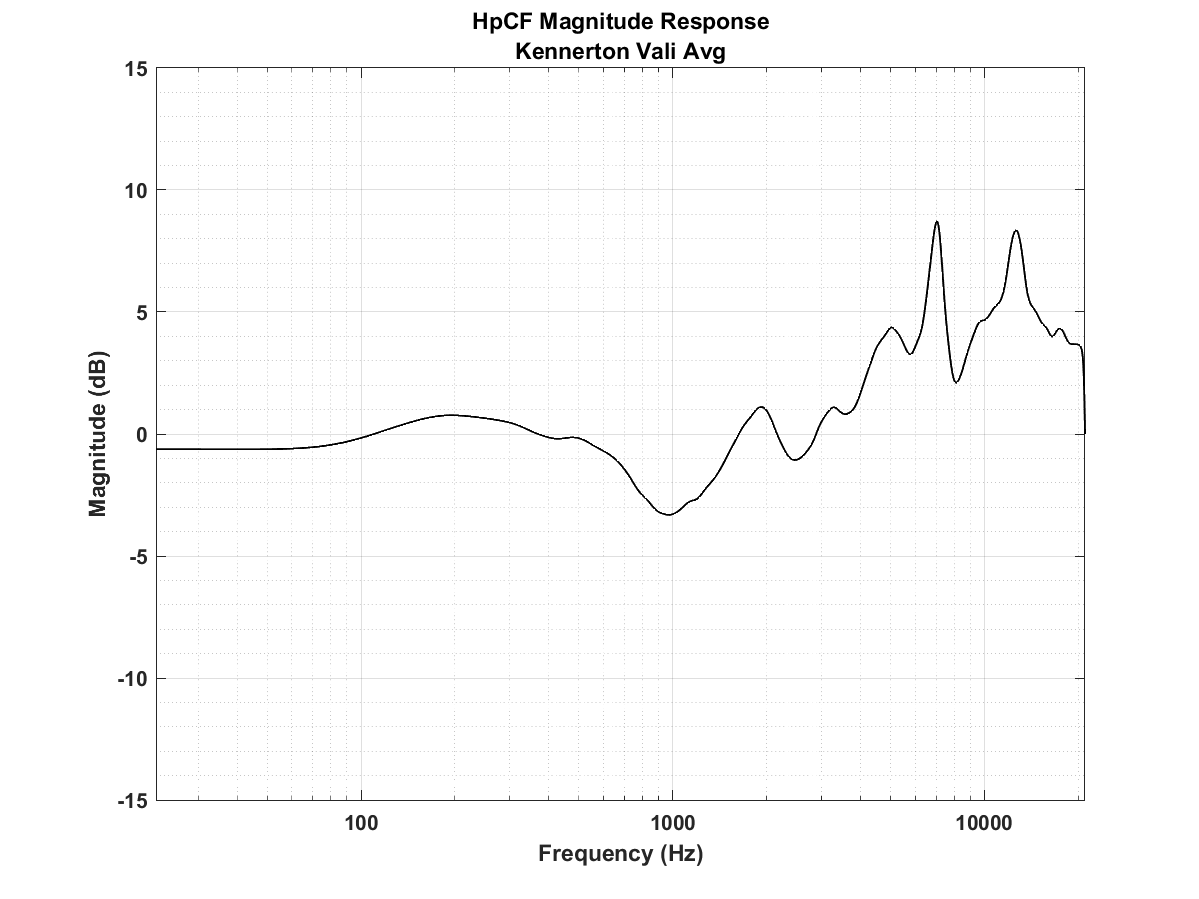 HpCF Magnitude Response
Kennerton Vali Avg
15
10
5
0
-5
-10
-15
Magnitude (dB)
100
1000
10000
Frequency (Hz)